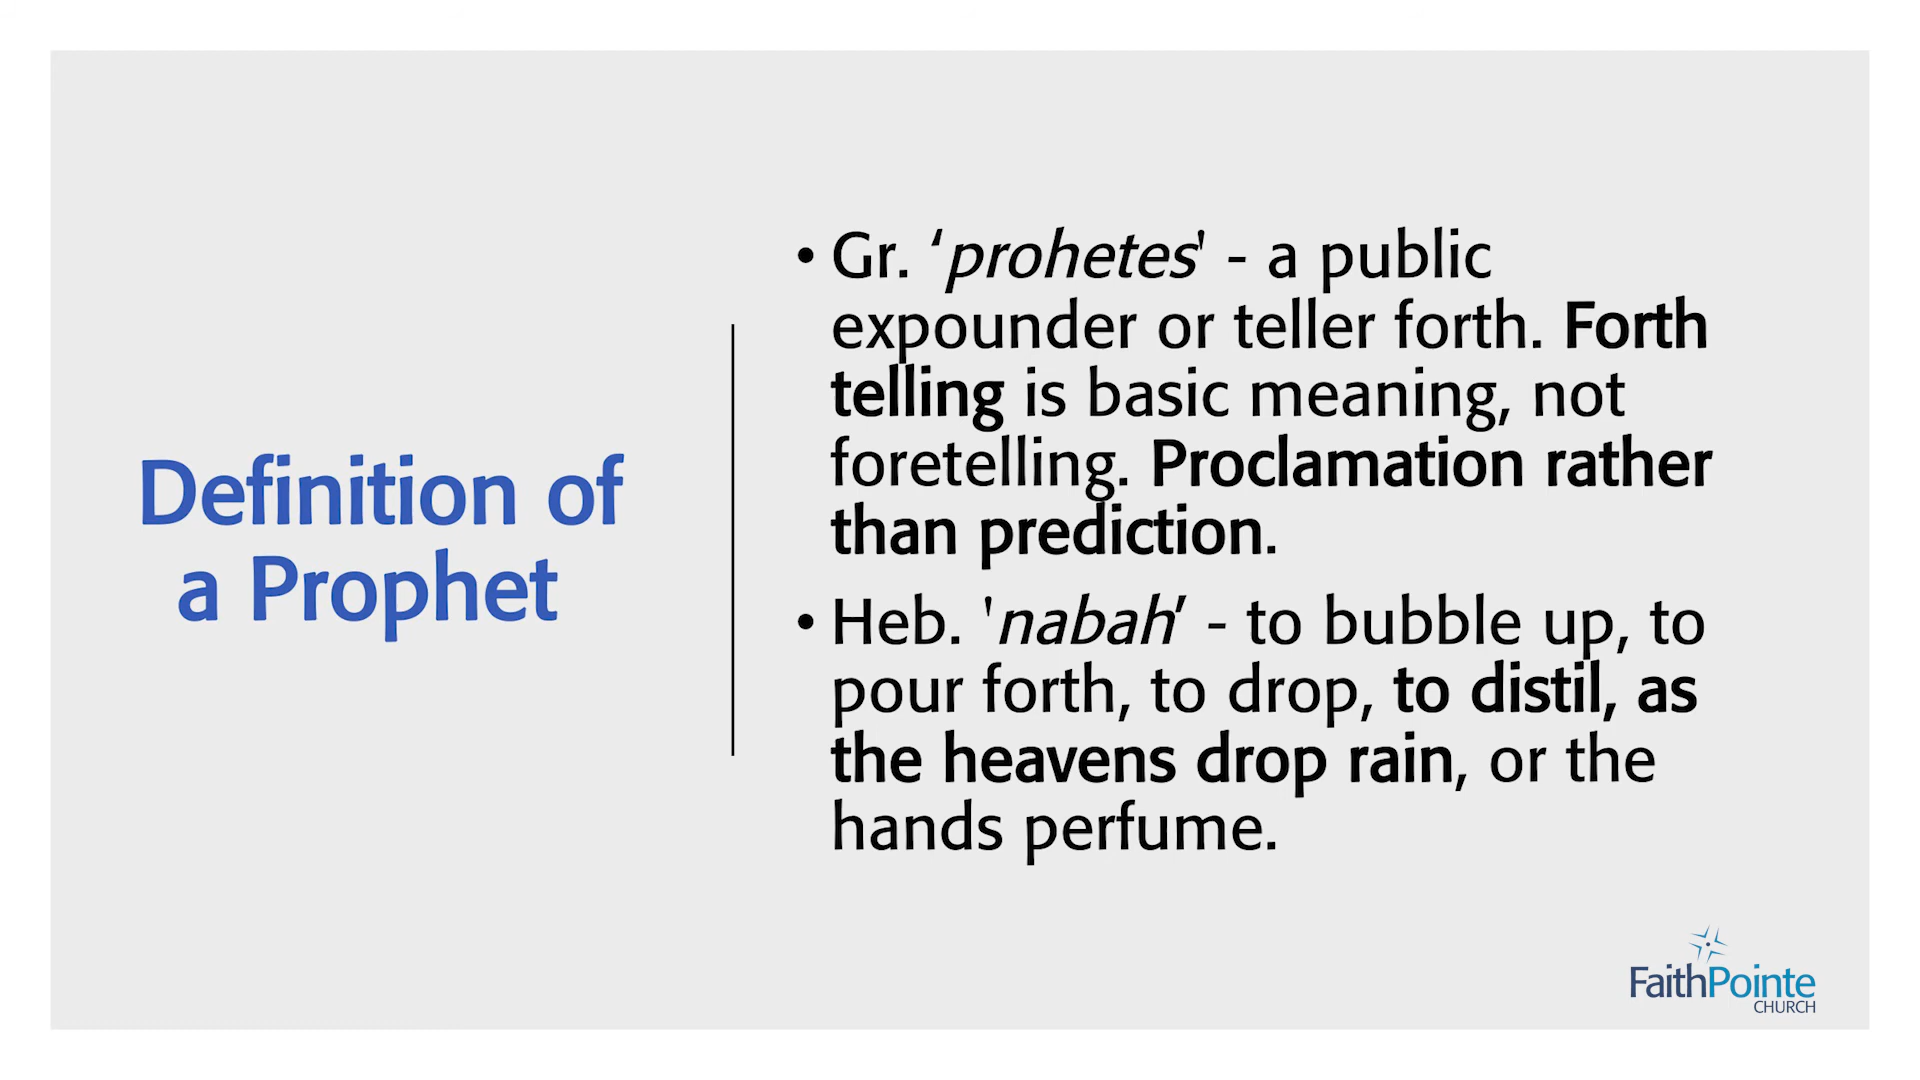 Definition of
a Prophet
• Gr. ‘prohetes' - a public
expounder or teller forth. Forth
telling is basic meaning, not
foretelling. Proclamation rather
than prediction.
• Heb. 'nabah’ - to bubble up, to
pour forth, to drop, to distil, as
the heavens drop rain, or the
hands perfume.
FaithPointe
CHURCH